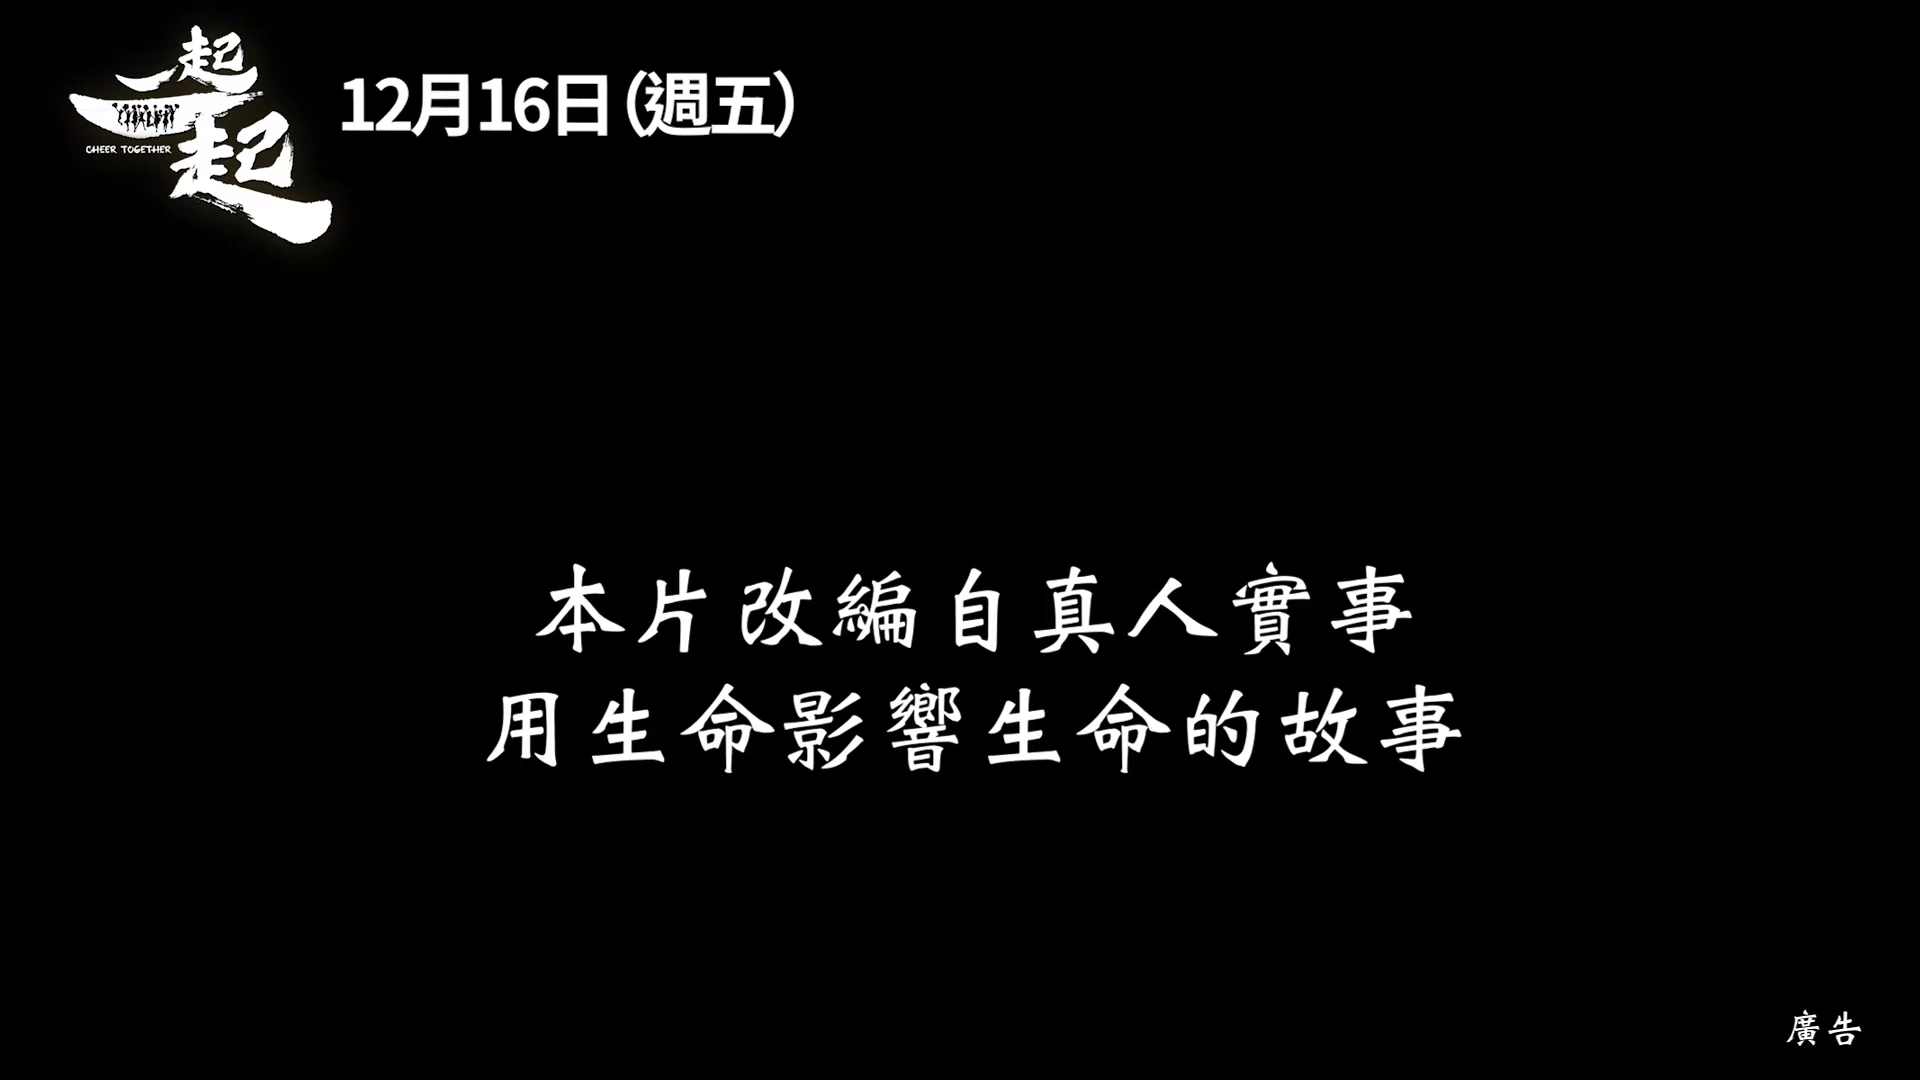 一起一起
CHEER TOGETHER
12月16日(週五)
本片改編自真人實事
用生命影響生命的故事
廣告